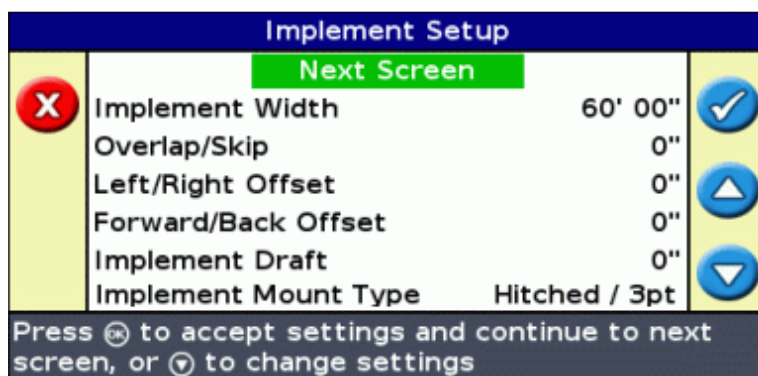 Implement Setup
Next Screen
Implement Width 60' 00"
Overlap/Skip 0"
Left/Right Offset 0"
Forward/Back Offset 0"
Implement Draft 0"
Implement Mount Type Hitched / 3pt
Press OK to accept settings and continue to next
screen, or to change settings